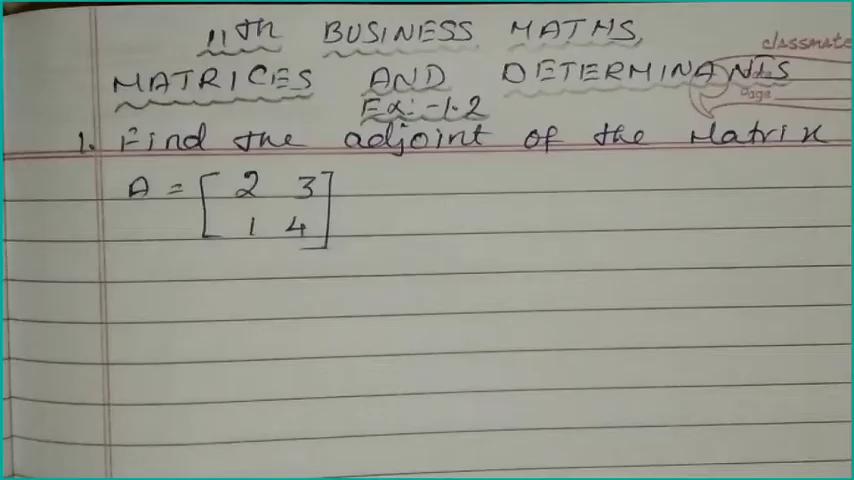 11th BUSINESS MATHS,
classmate
MATRICES AND DETERMINANTS
Page
Ex:-1.2
1. Find the adjoint of the Matrix
A = [ 2 3
1 4 ]